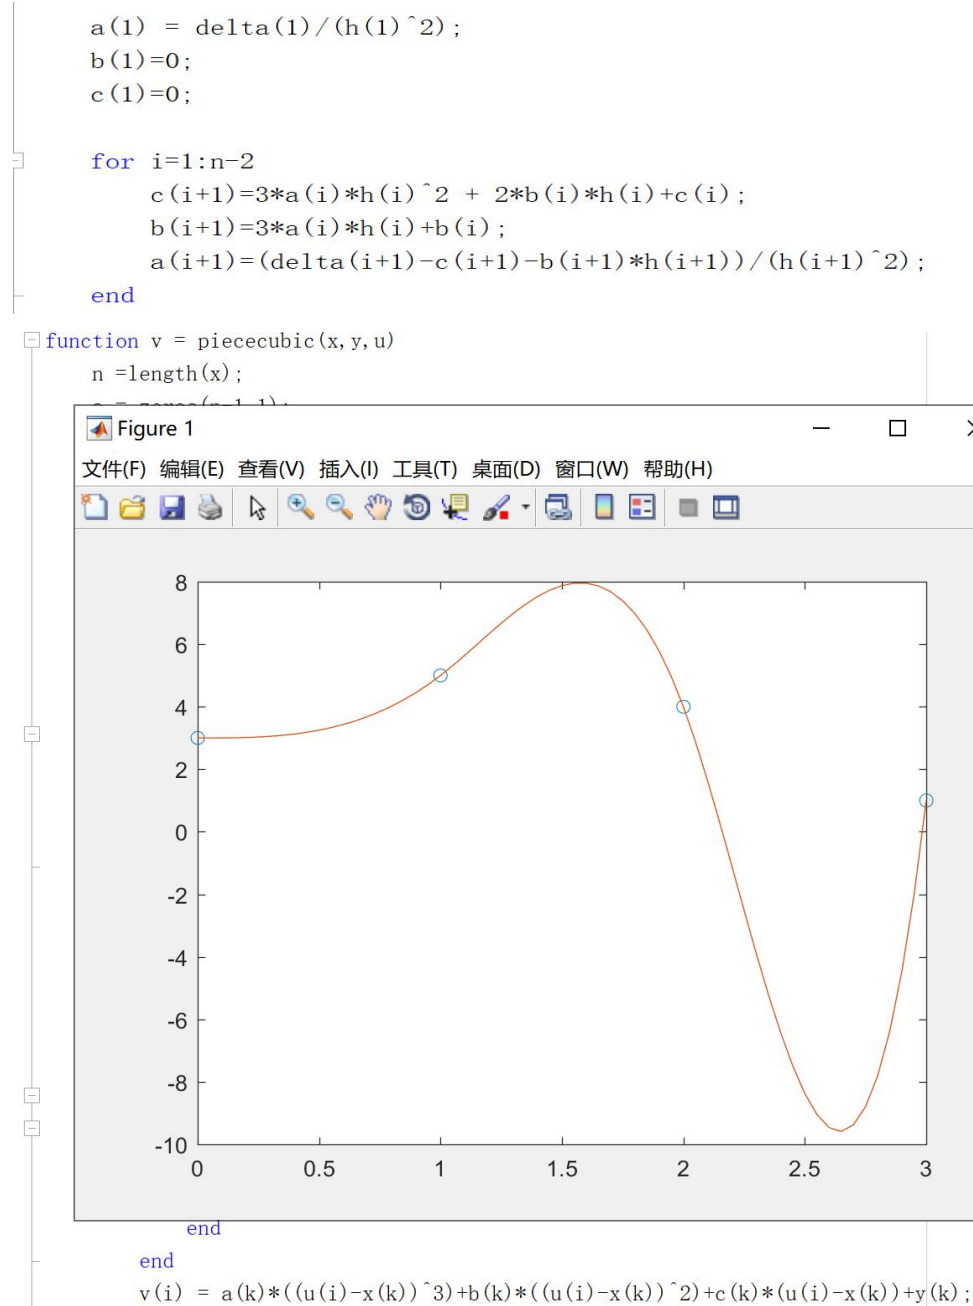 a(1) = delta(1)/(h(1)^2);
b(1)=0;
c(1)=0;
for i=1:n-2
c(i+1)=3*a(i)*h(i)^2 + 2*b(i)*h(i)+c(i);
b(i+1)=3*a(i)*h(i)+b(i);
a(i+1)=(delta(i+1)-c(i+1)-b(i+1)*h(i+1))/(h(i+1)^2);
end
function v = piececubic(x,y,u)
n =length(x);
Figure 1
文件(F) 编辑(E) 查看(V) 插入(I) 工具(T) 桌面(D) 窗口(W) 帮助(H)
8
6
4
2
0
-2
-4
-6
-8
-10
0 0.5 1 1.5 2 2.5 3
end
end
v(i) = a(k)*((u(i)-x(k))^3)+b(k)*((u(i)-x(k))^2)+c(k)*(u(i)-x(k))+y(k);